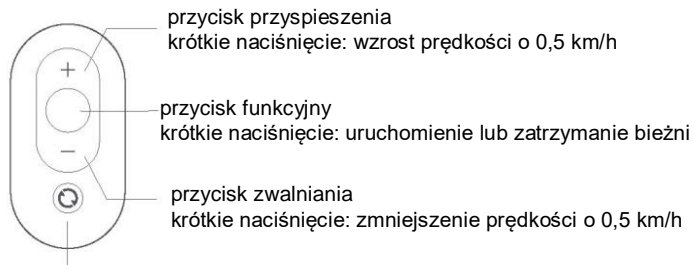 przycisk przyspieszenia
krótkie naciśnięcie: wzrost prędkości o 0,5 km/h
+
przycisk funkcyjny
krótkie naciśnięcie: uruchomienie lub zatrzymanie bieżni
−
przycisk zwalniania
krótkie naciśnięcie: zmniejszenie prędkości o 0,5 km/h